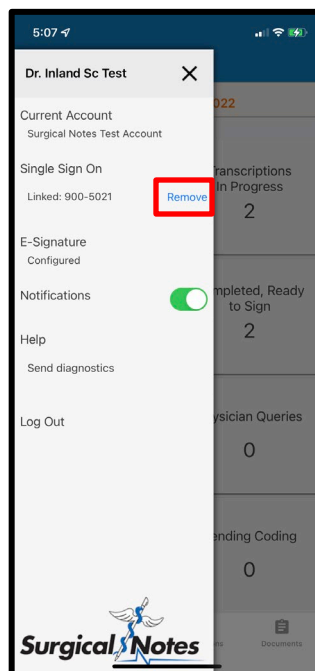 5:07
Dr. Inland Sc Test
Current Account
Surgical Notes Test Account
Single Sign On
Linked: 900-5021
Remove
E-Signature
Configured
Notifications
Help
Send diagnostics
Log Out
Surgical Notes
022
Transcriptions
In Progress
2
mpleted, Ready
to Sign
2
ysician Queries
0
ending Coding
0
ns
Documents